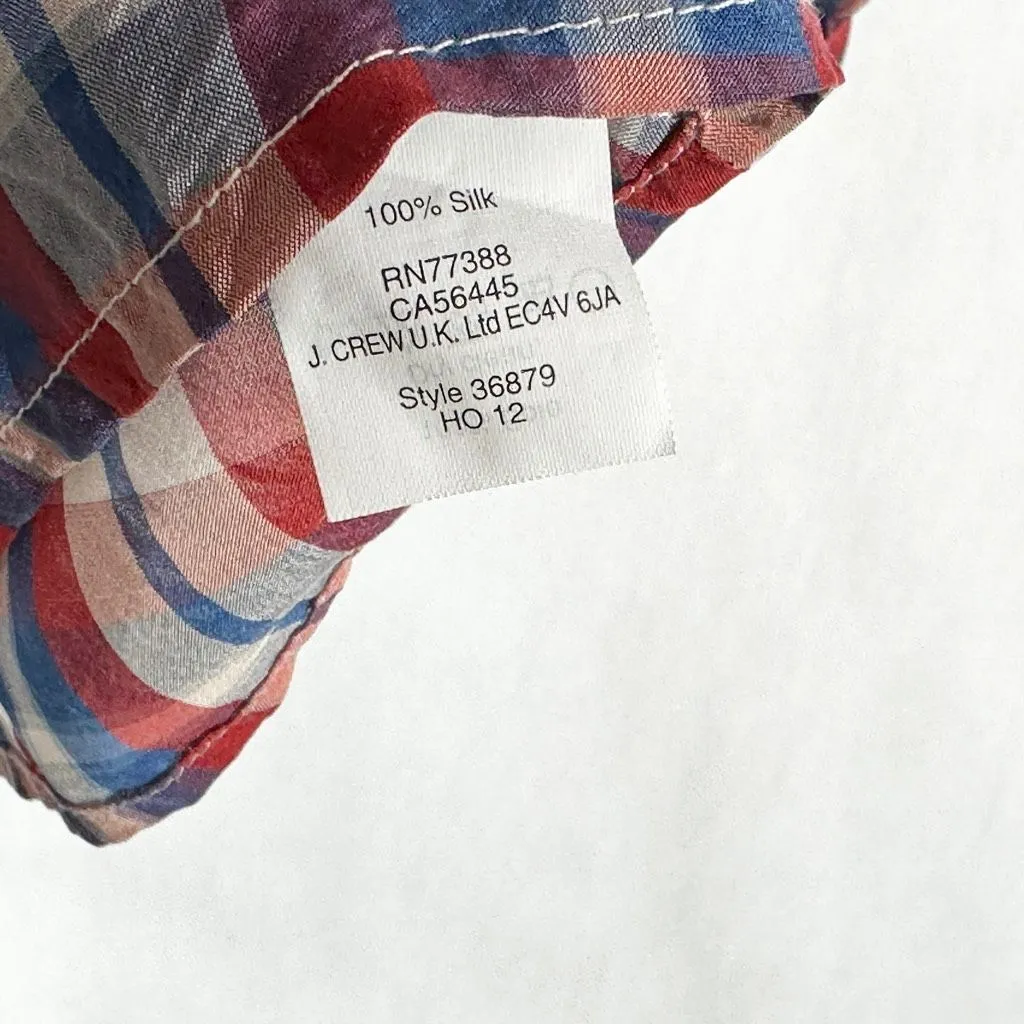 100% Silk
RN77388
CA56445
J. CREW U.K. Ltd EC4V 6JA
Style 36879
HO 12